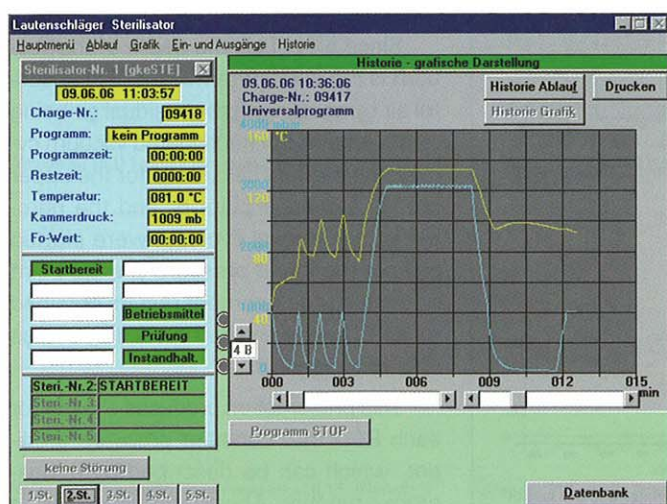 Lautenschläger Sterilisator
Hauptmenü Ablauf Grafik Ein- und Ausgänge Historie
Sterilisator-Nr. 1 [gkeSTE]
09.06.06 11:03:57
Charge-Nr.: 09418
Programm: kein Programm
Programmzeit: 00:00:00
Restzeit: 0000:00
Temperatur: 081.0 °C
Kammerdruck: 1009 mb
Fo-Wert: 00:00:00
Startbereit
Betriebsmittel
Prüfung
Instandhalt.
Steri.-Nr.2: STARTBEREIT
Steri.-Nr.3:
Steri.-Nr.4:
Steri.-Nr.5:
keine Störung
1.St. 2.St. 3.St. 4.St. 5.St.
Historie - grafische Darstellung
09.06.06 10:36:06
Charge-Nr.: 09417
Universalprogramm
Historie Ablauf
Drucken
Historie Grafik
4000 mbar
160 °C
3000
120
2000
80
1000
40
0
4 B
000 003 006 009 012 015
min
Programm STOP
Datenbank